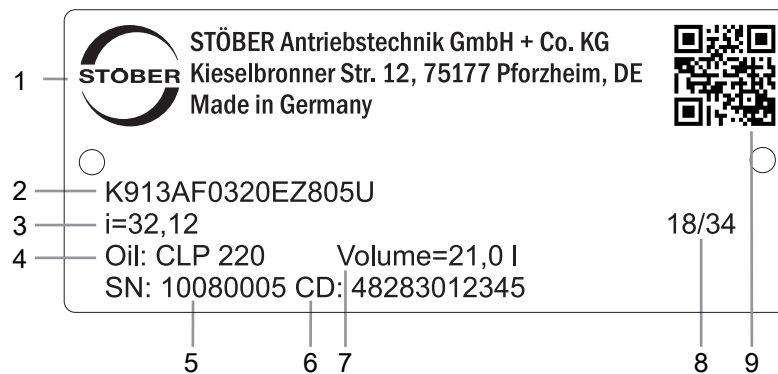 STÖBER Antriebstechnik GmbH + Co. KG
1 STÖBER Kieselbronner Str. 12, 75177 Pforzheim, DE
Made in Germany
2 K913AF0320EZ805U
3 i=32,12 18/34
4 Oil: CLP 220 Volume=21,0 l
SN: 10080005 CD: 48283012345
5 6 7 8 9